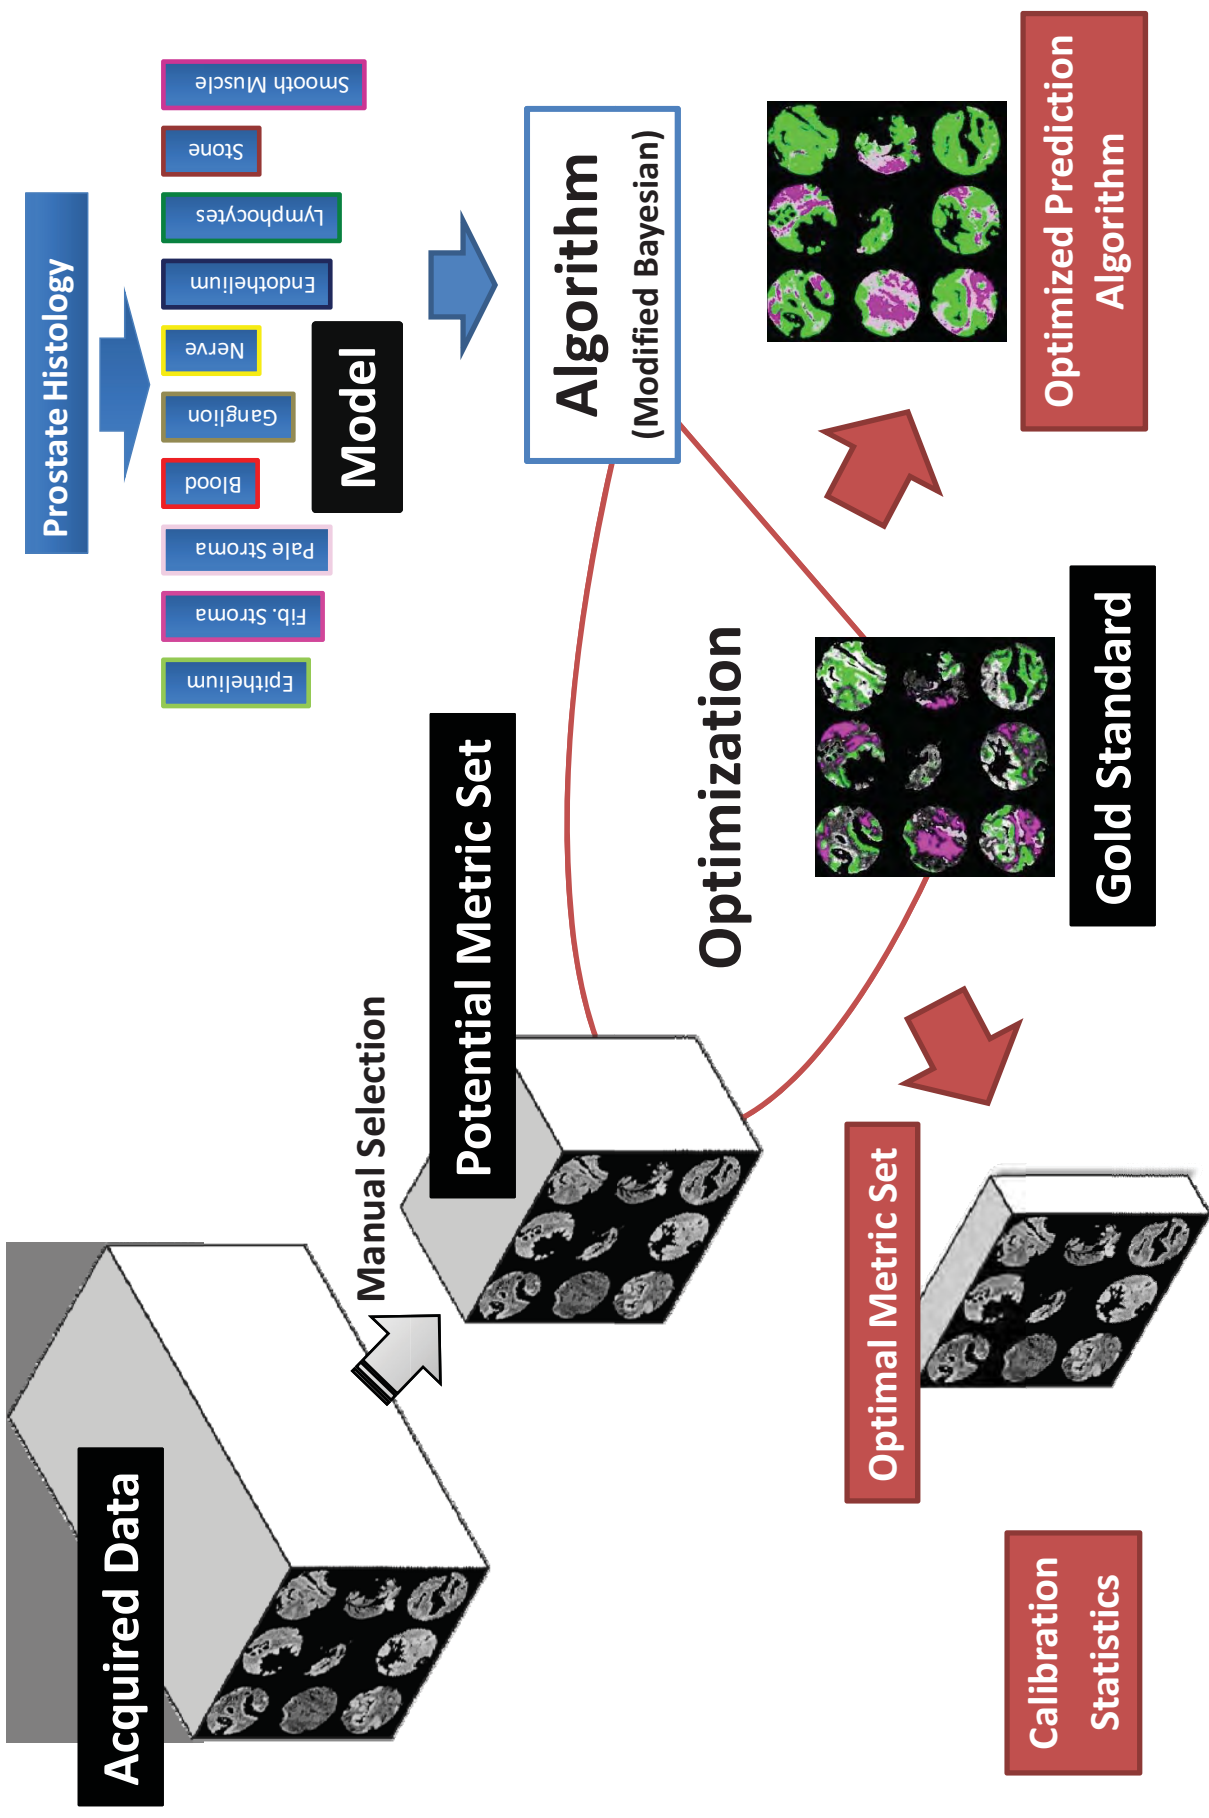 Acquired Data
Manual Selection
Potential Metric Set
Prostate Histology
Epithelium
Fib. Stroma
Pale Stroma
Blood
Ganglion
Nerve
Endothelium
Lymphocytes
Stone
Smooth Muscle
Model
Algorithm
(Modified Bayesian)
Optimization
Gold Standard
Optimal Metric Set
Calibration
Statistics
Optimized Prediction
Algorithm